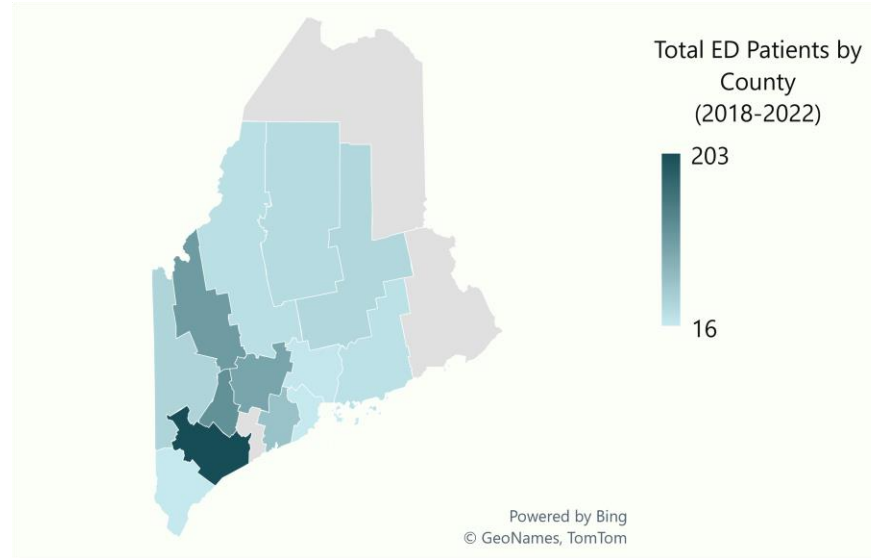 Total ED Patients by
County
(2018-2022)
203
16
Powered by Bing
© GeoNames, TomTom